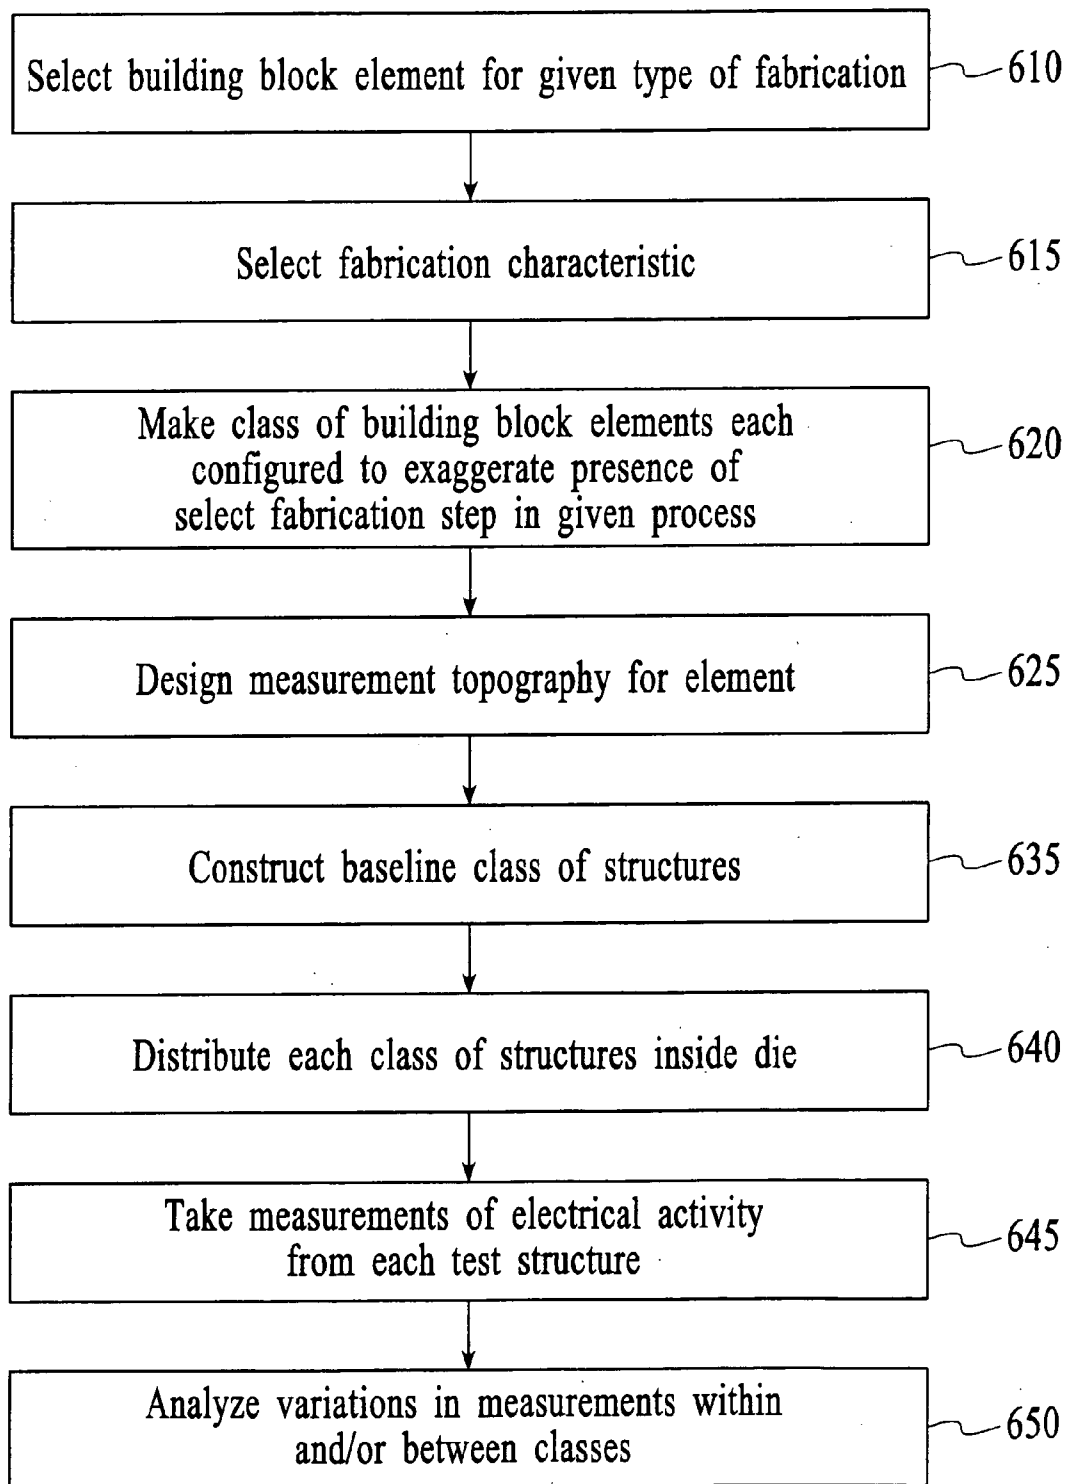 Select building block element for given type of fabrication
610
Select fabrication characteristic
615
Make class of building block elements each
configured to exaggerate presence of
select fabrication step in given process
620
Design measurement topography for element
625
Construct baseline class of structures
635
Distribute each class of structures inside die
640
Take measurements of electrical activity
from each test structure
645
Analyze variations in measurements within
and/or between classes
650